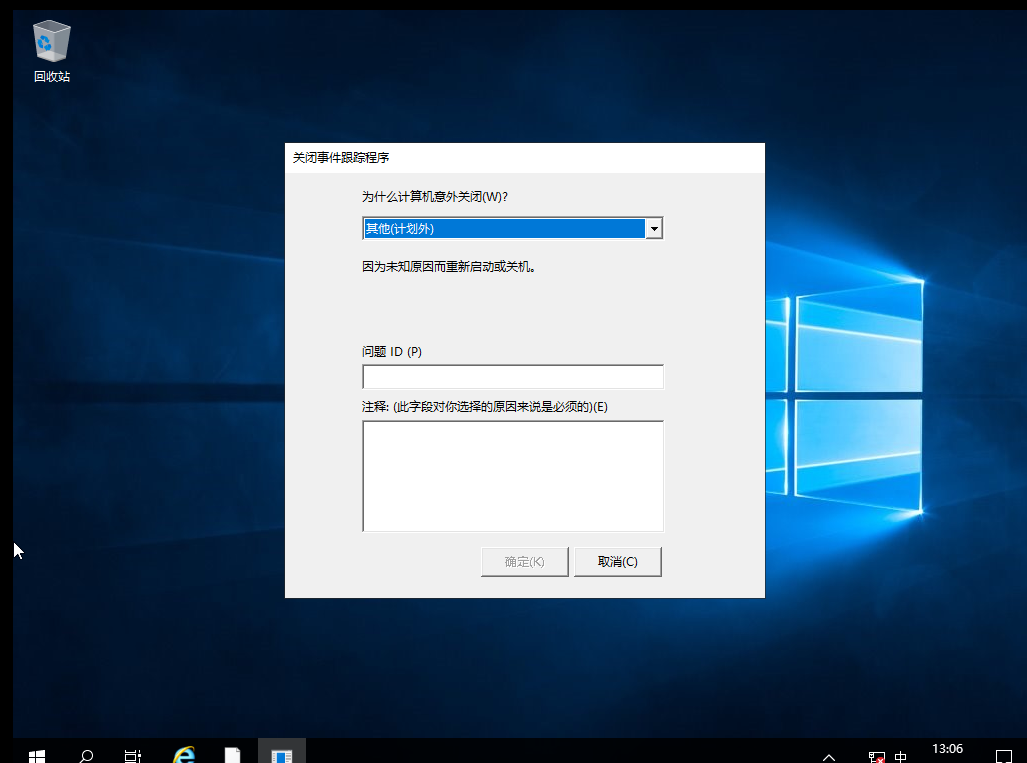 回收站
关闭事件跟踪程序
为什么计算机意外关闭(W)?
其他(计划外)
因为未知原因而重新启动或关机。
问题 ID (P)
注释: (此字段对你选择的原因来说是必须的)(E)
确定(K)
取消(C)
中
13:06